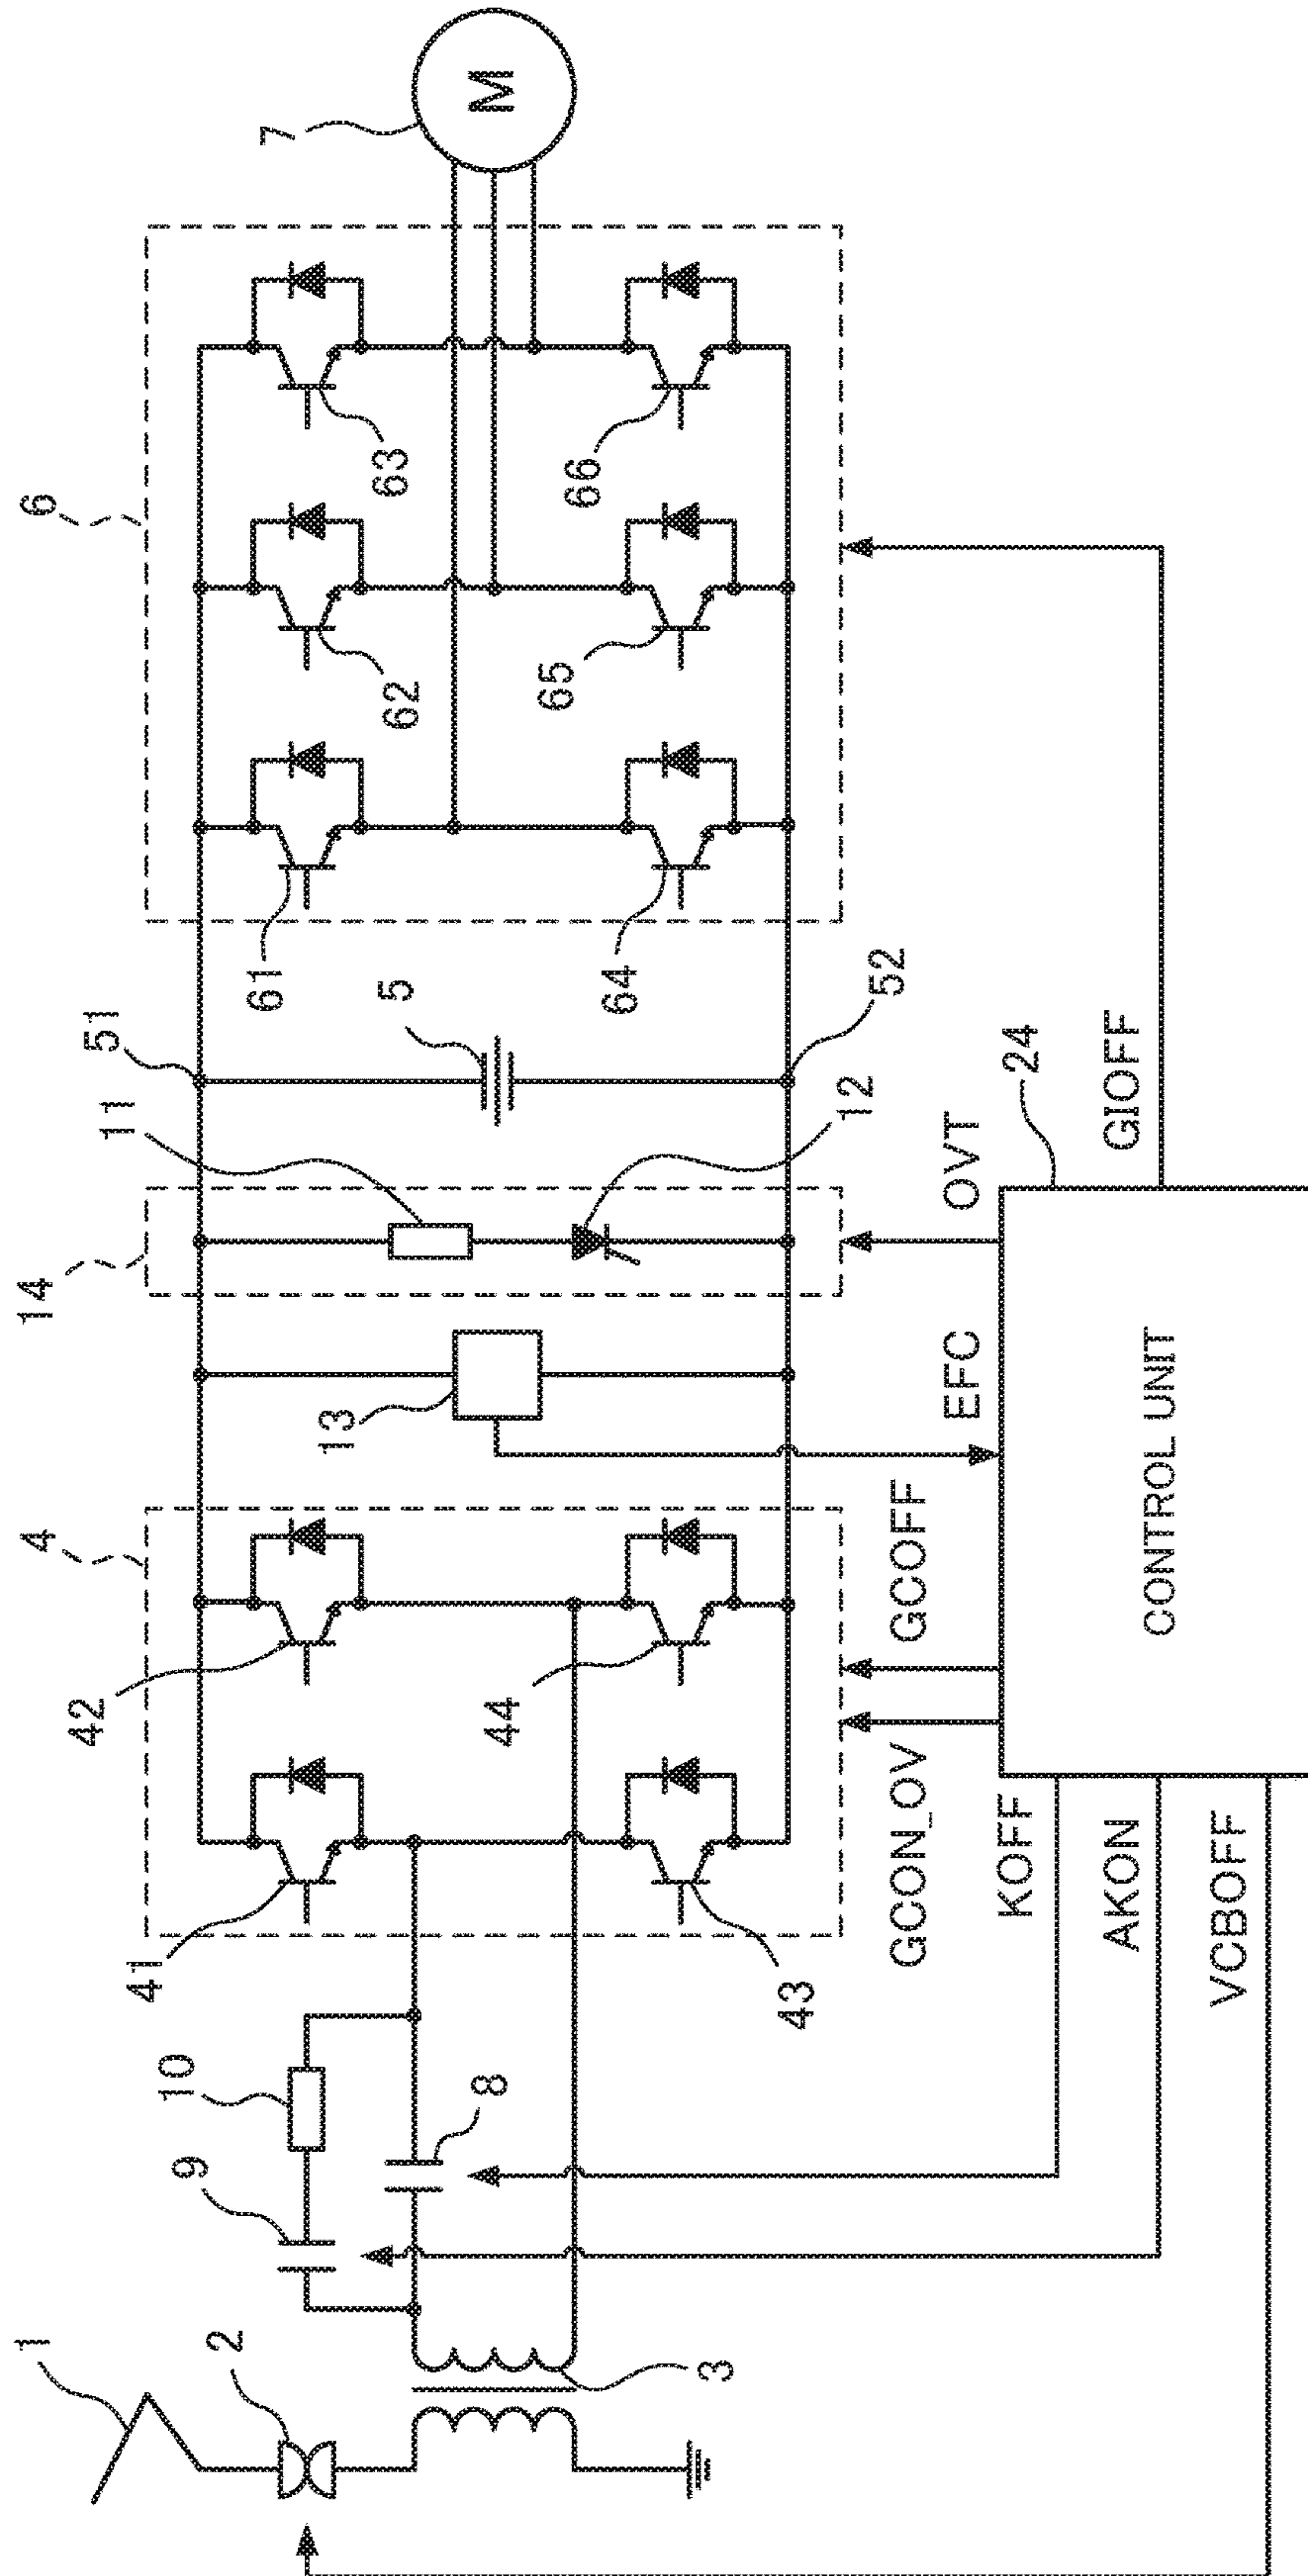 1
2
3
9
10
8
41
42
43
44
4
13
14
11
12
51
5
52
61
62
63
64
65
66
6
7
M
GCON_OV
GCOFF
EFC
OVT
GIOFF
24
KOFF
AKON
VCBOFF
CONTROL UNIT